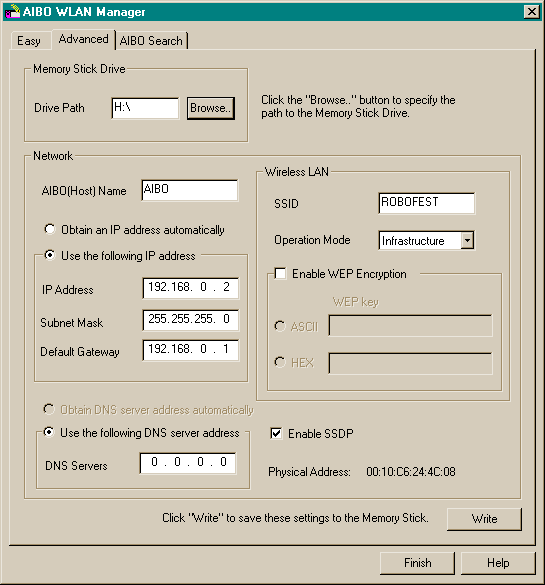 AIBO WLAN Manager
Easy
Advanced
AIBO Search
Memory Stick Drive
Drive Path
H:\
Browse..
Click the "Browse.." button to specify the
path to the Memory Stick Drive.
Network
AIBO(Host) Name
AIBO
Obtain an IP address automatically
Use the following IP address
IP Address
192.168. 0 . 2
Subnet Mask
255.255.255. 0
Default Gateway
192.168. 0 . 1
Wireless LAN
SSID
ROBOFEST
Operation Mode
Infrastructure
Enable WEP Encryption
WEP key
ASCII
HEX
Obtain DNS server address automatically
Use the following DNS server address
DNS Servers
0 . 0 . 0 . 0
Enable SSDP
Physical Address: 00:10:C6:24:4C:08
Click "Write" to save these settings to the Memory Stick.
Write
Finish
Help